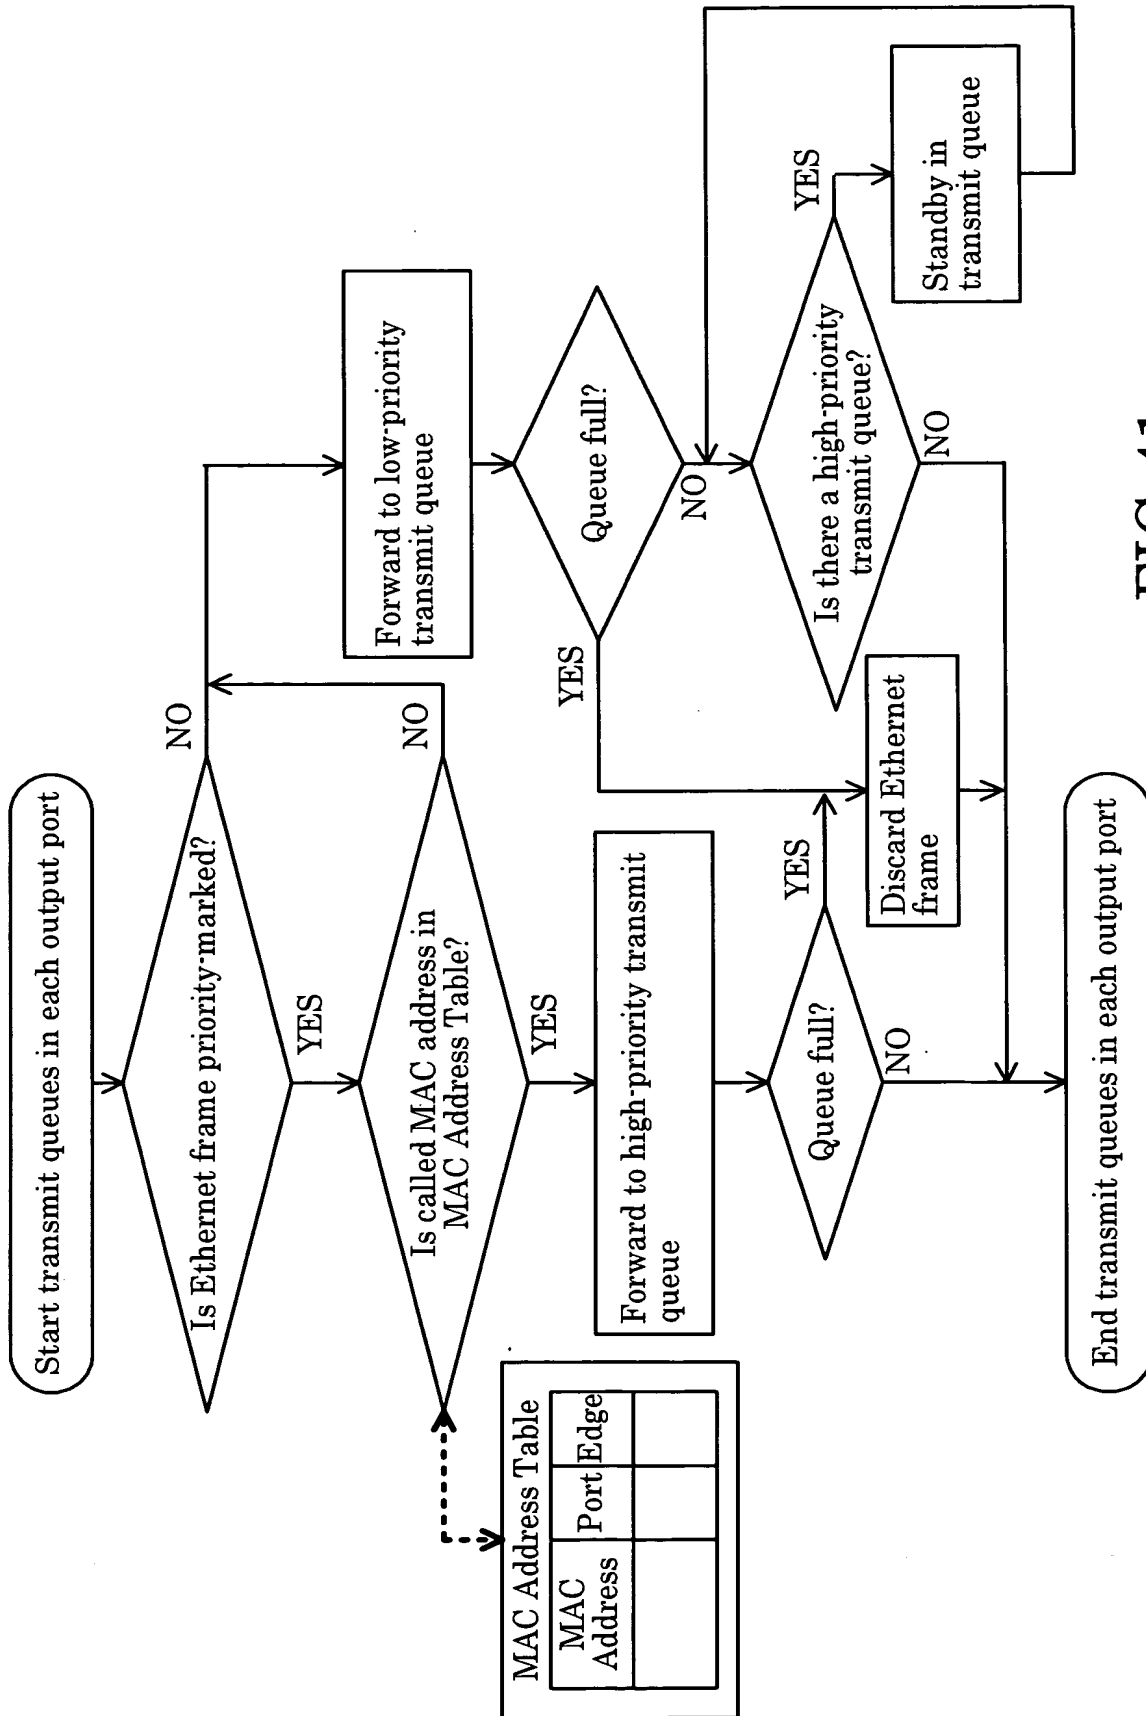 Start transmit queues in each output port
Is Ethernet frame priority-marked?
NO
YES
Is called MAC address in
MAC Address Table?
NO
YES
MAC Address Table
MAC
Address
Port
Edge
Forward to high-priority transmit
queue
Queue full?
YES
NO
Forward to low-priority
transmit queue
Queue full?
YES
NO
Is there a high-priority
transmit queue?
YES
NO
Standby in
transmit queue
Discard Ethernet
frame
End transmit queues in each output port